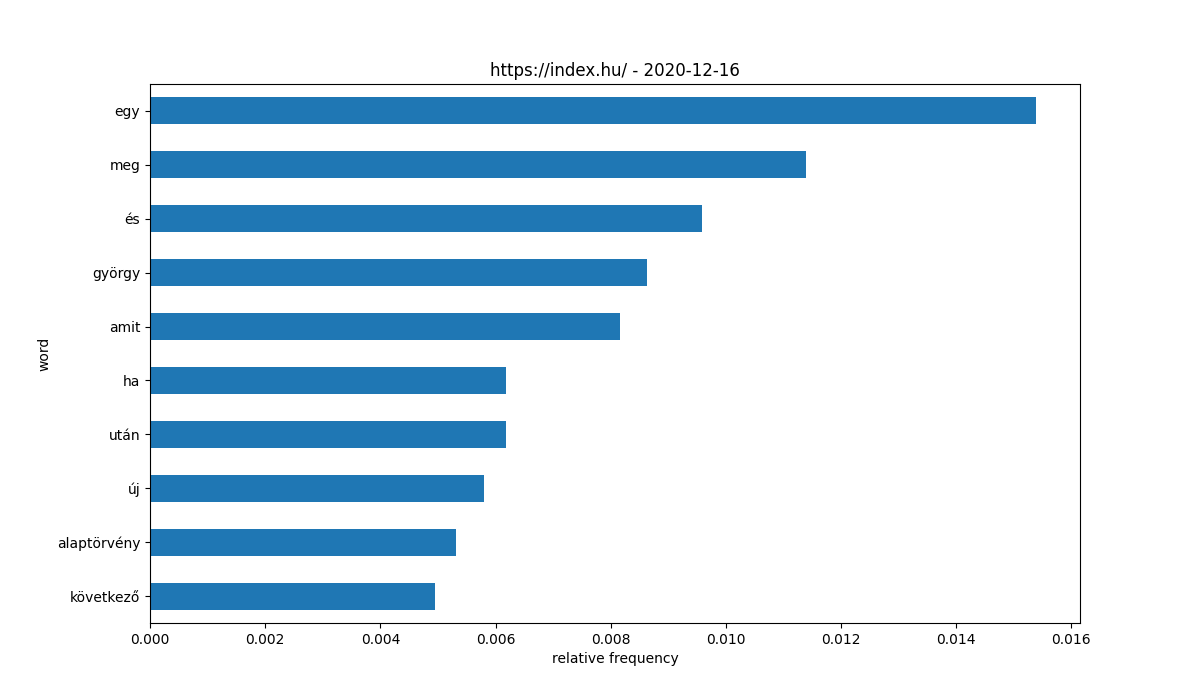 https://index.hu/ - 2020-12-16
egy
meg
és
györgy
amit
ha
után
új
alaptörvény
következő
word
0.000 0.002 0.004 0.006 0.008 0.010 0.012 0.014 0.016
relative frequency